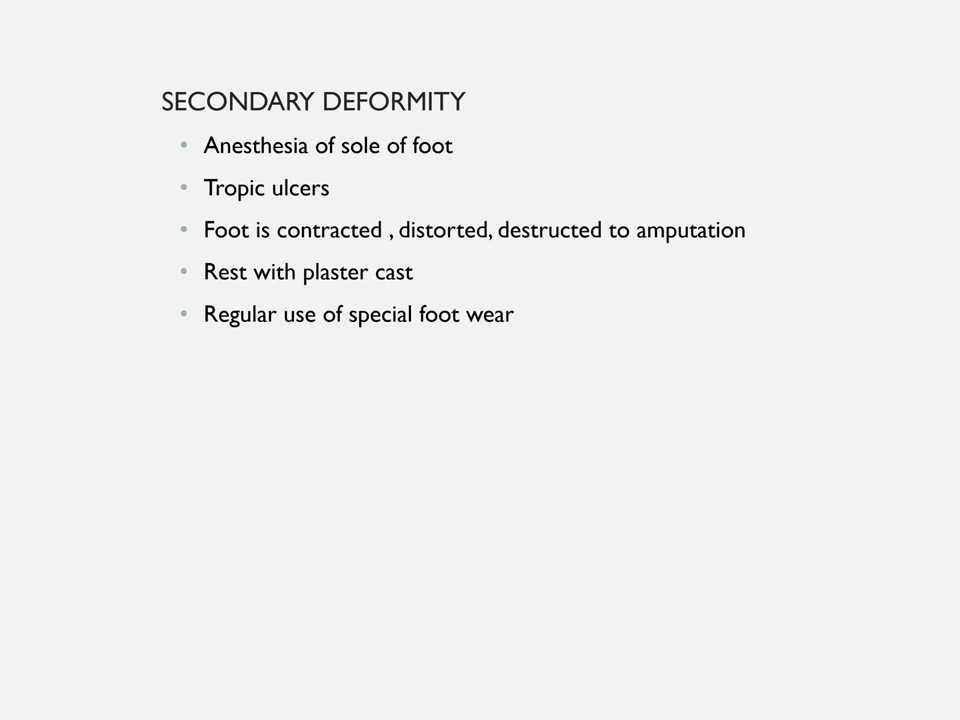 SECONDARY DEFORMITY
• Anesthesia of sole of foot
• Tropic ulcers
• Foot is contracted , distorted, destructed to amputation
• Rest with plaster cast
• Regular use of special foot wear